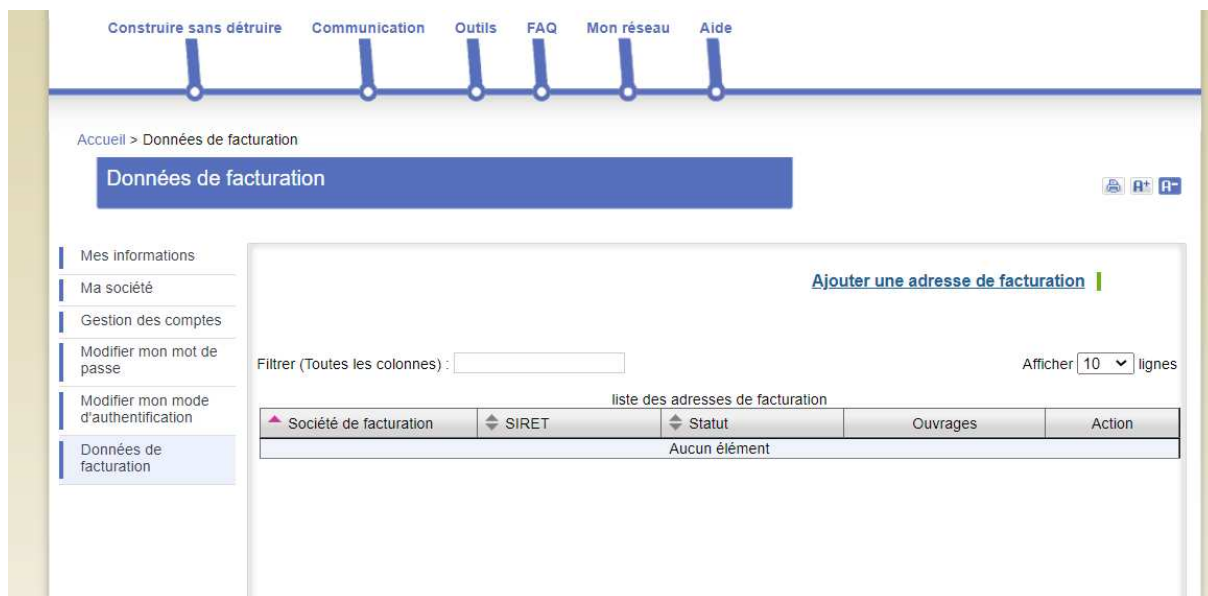 Construire sans détruire Communication Outils FAQ Mon réseau Aide
Accueil > Données de facturation
Données de facturation
A+ A-
Mes informations
Ma société
Gestion des comptes
Modifier mon mot de
passe
Modifier mon mode
d'authentification
Données de
facturation
Ajouter une adresse de facturation
Filtrer (Toutes les colonnes) :
Afficher 10 lignes
liste des adresses de facturation
Société de facturation SIRET Statut Ouvrages Action
Aucun élément